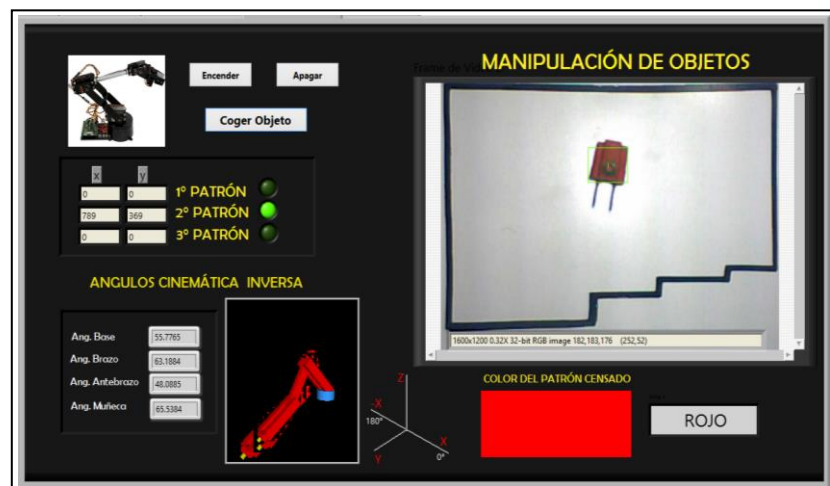 MANIPULACIÓN DE OBJETOS
Frame de Vis
Encender
Apagar
Coger Objeto
x
y
0
0
1º PATRÓN
789
369
2º PATRÓN
0
0
3º PATRÓN
1600x1200 0.32X 32-bit RGB image 182,183,176 (252,52)
ANGULOS CINEMÁTICA INVERSA
Ang. Base
55.7765
Ang. Brazo
63.1884
Ang. Antebrazo
48.0885
Ang. Muñeca
65.5384
Z
-X
180°
Y
X
0°
COLOR DEL PATRÓN CENSADO
ROJO